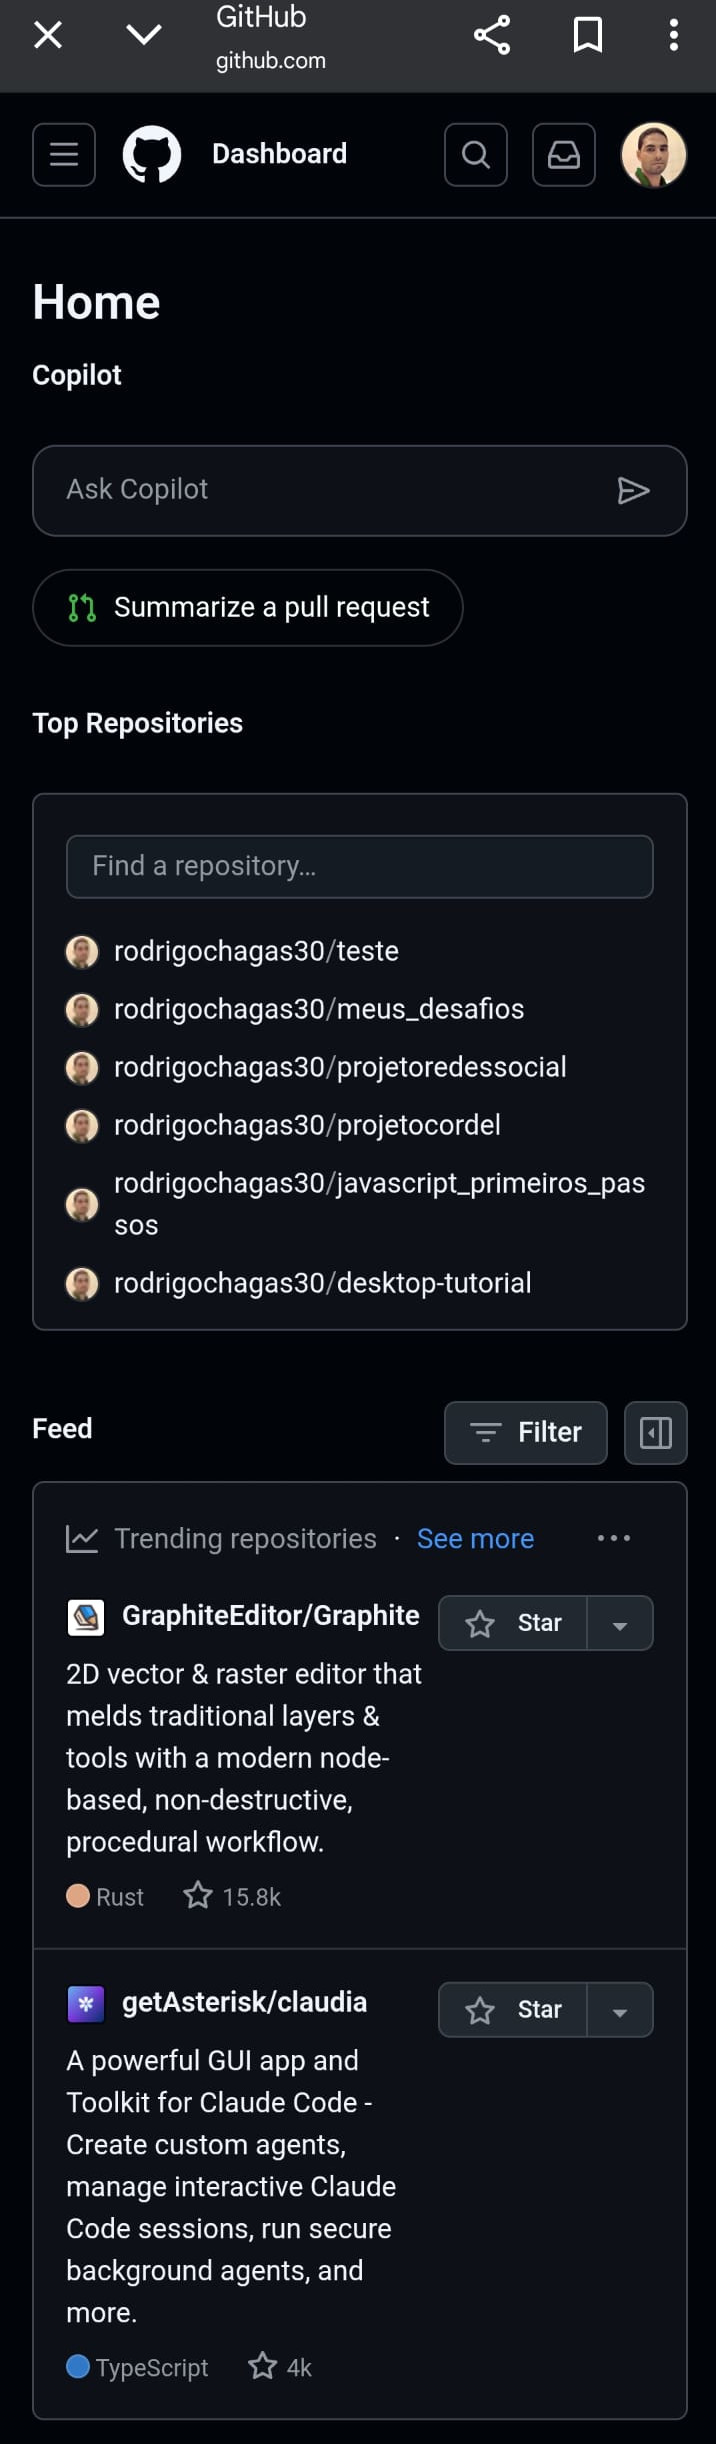 GitHub
github.com
Dashboard
Home
Copilot
Ask Copilot
Summarize a pull request
Top Repositories
Find a repository...
rodrigochagas30/teste
rodrigochagas30/meus_desafios
rodrigochagas30/projetoredessocial
rodrigochagas30/projetocordel
rodrigochagas30/javascript_primeiros_pas
sos
rodrigochagas30/desktop-tutorial
Feed
Filter
Trending repositories · See more
GraphiteEditor/Graphite
Star
2D vector & raster editor that
melds traditional layers &
tools with a modern node-
based, non-destructive,
procedural workflow.
Rust 15.8k
getAsterisk/claudia
Star
A powerful GUI app and
Toolkit for Claude Code -
Create custom agents,
manage interactive Claude
Code sessions, run secure
background agents, and
more.
TypeScript 4k